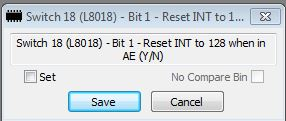 Switch 18 (L8018) - Bit 1 - Reset INT to 1...
Switch 18 (L8018) - Bit 1 - Reset INT to 128 when in
AE (Y/N)
Set
No Compare Bin
Save
Cancel